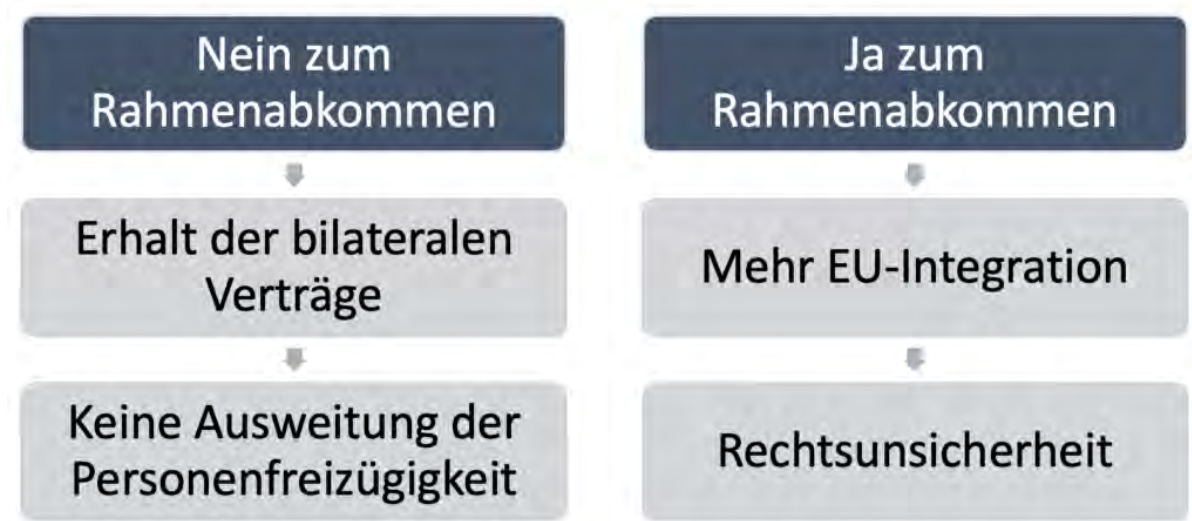 Nein zum
Rahmenabkommen
Erhalt der bilateralen
Verträge
Keine Ausweitung der
Personenfreizügigkeit
Ja zum
Rahmenabkommen
Mehr EU-Integration
Rechtsunsicherheit